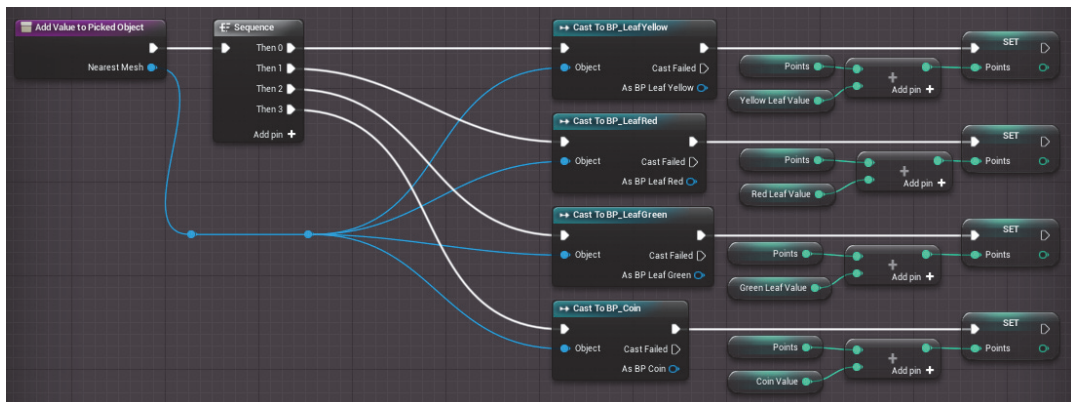 Add Value to Picked Object
Nearest Mesh
Sequence
Then 0
Then 1
Then 2
Then 3
Add pin +
Cast To BP_LeafYellow
Object
Cast Failed
As BP Leaf Yellow
Points
Yellow Leaf Value
+
Add pin +
SET
Points
Cast To BP_LeafRed
Object
Cast Failed
As BP Leaf Red
Points
Red Leaf Value
+
Add pin +
SET
Points
Cast To BP_LeafGreen
Object
Cast Failed
As BP Leaf Green
Points
Green Leaf Value
+
Add pin +
SET
Points
Cast To BP_Coin
Object
Cast Failed
As BP Coin
Points
Coin Value
+
Add pin +
SET
Points